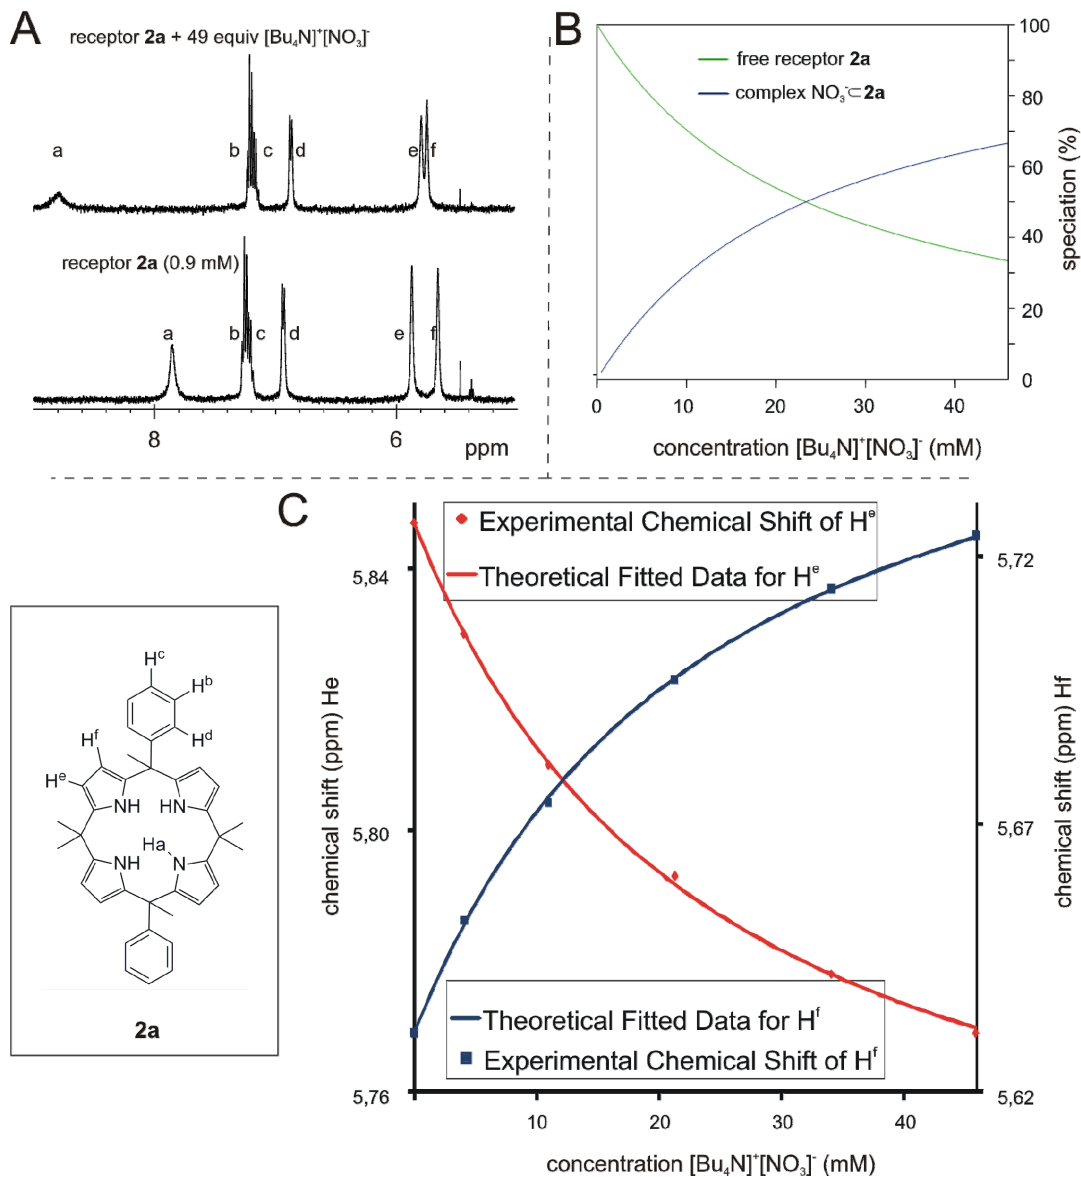 A
receptor 2a + 49 equiv [Bu₄N]⁺[NO₃]⁻
a b c d e f
receptor 2a (0.9 mM)
a b c d e f
8 6 ppm
B
free receptor 2a
complex NO₃⁻⊂2a
100
80
60
40
20
0
speciation (%)
0 10 20 30 40
concentration [Bu₄N]⁺[NO₃]⁻ (mM)
C
Experimental Chemical Shift of Hᵉ
Theoretical Fitted Data for Hᵉ
5,84
5,80
5,76
chemical shift (ppm) He
5,72
5,67
5,62
chemical shift (ppm) Hf
Theoretical Fitted Data for Hᶠ
Experimental Chemical Shift of Hᶠ
10 20 30 40
concentration [Bu₄N]⁺[NO₃]⁻ (mM)
Hᶜ
Hᵇ
Hᵈ
Hᶠ
Hᵉ
NH HN
Ha
NH N
2a